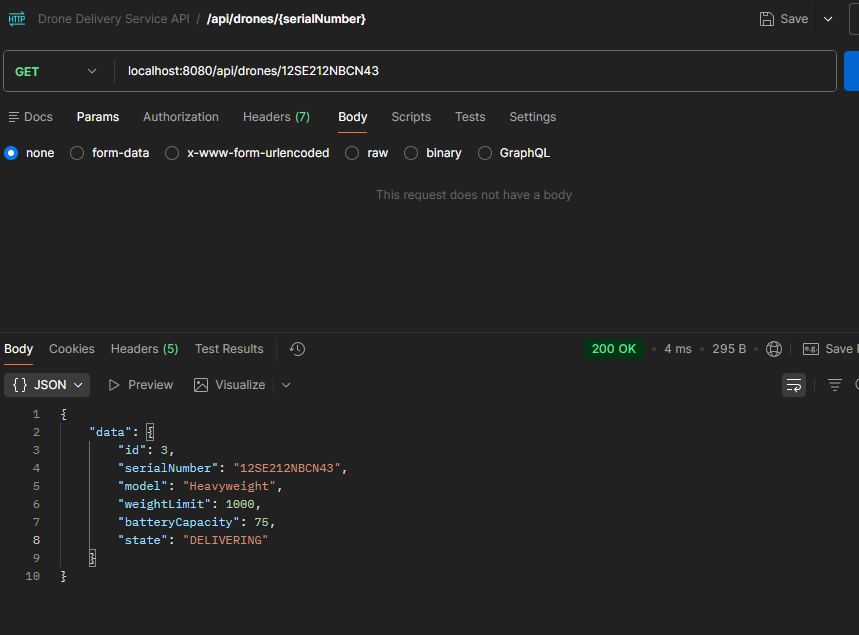 HTTP Drone Delivery Service API / /api/drones/{serialNumber} Save
GET localhost:8080/api/drones/12SE212NBCN43
Docs Params Authorization Headers (7) Body Scripts Tests Settings
none form-data x-www-form-urlencoded raw binary GraphQL
This request does not have a body
Body Cookies Headers (5) Test Results 200 OK • 4 ms • 295 B • e.g. Save
{} JSON Preview Visualize
1 {
2 "data": {
3 "id": 3,
4 "serialNumber": "12SE212NBCN43",
5 "model": "Heavyweight",
6 "weightLimit": 1000,
7 "batteryCapacity": 75,
8 "state": "DELIVERING"
9 }
10 }